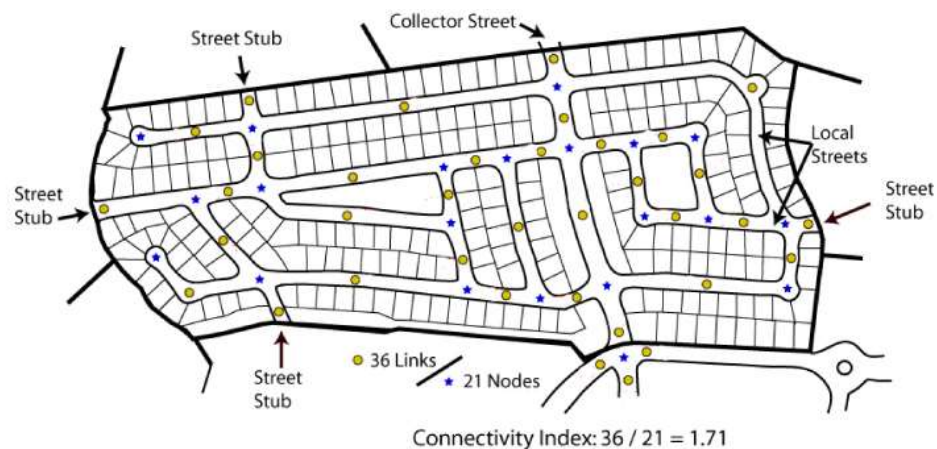 Collector Street
Street Stub
Local
Streets
Street
Stub
Street
Stub
Street
Stub
36 Links
21 Nodes
Connectivity Index: 36 / 21 = 1.71